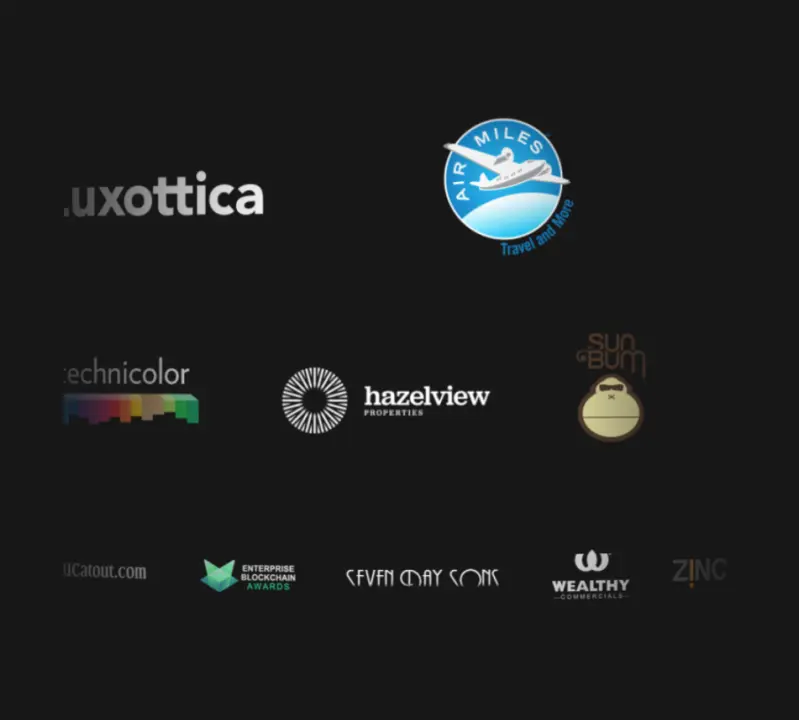 uxottica
AIR MILES
Travel and More
echnicolor
SUN
BUM
hazelview
PROPERTIES
ucatout.com
ENTERPRISE
BLOCKCHAIN
AWARDS
SEVEN DAY SONS
WEALTHY
COMMERCIALS
ZINC